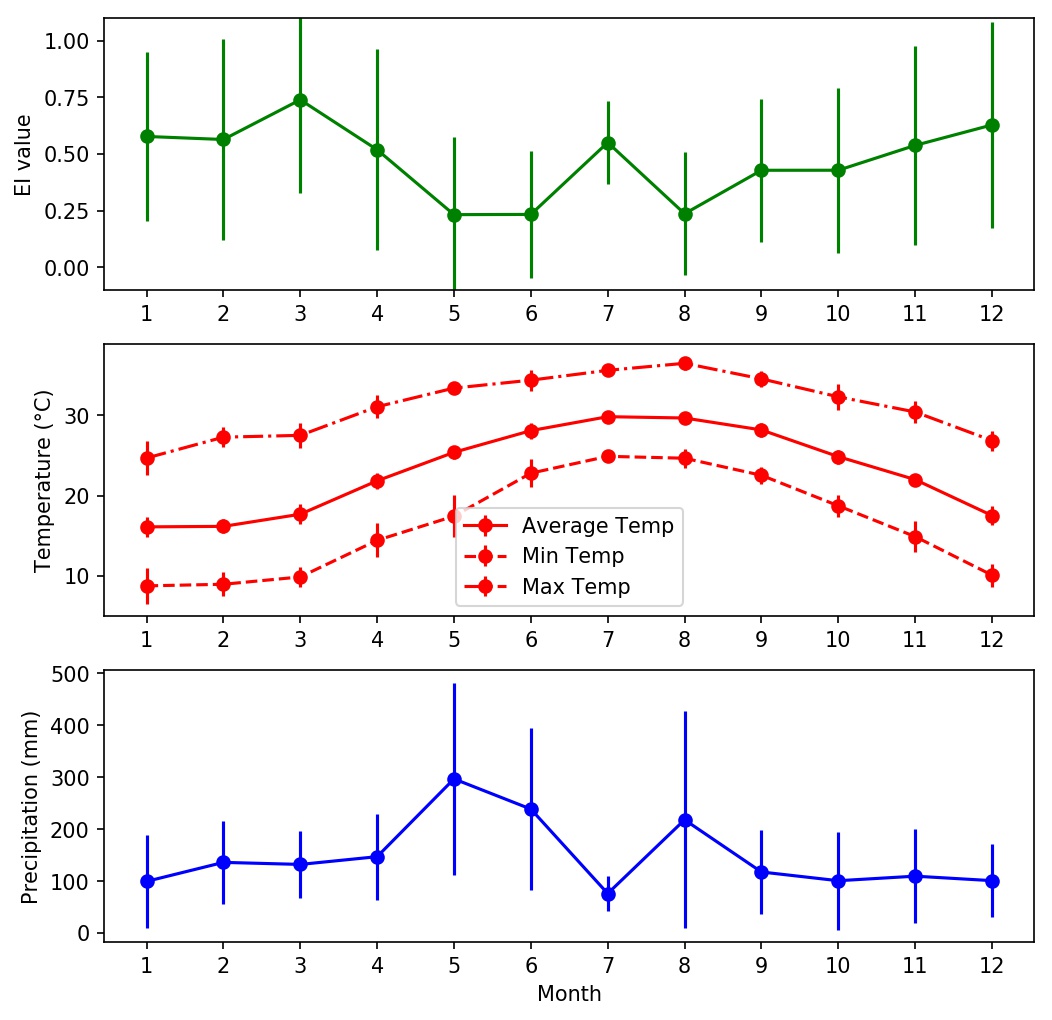 EI value
1.00
0.75
0.50
0.25
0.00
1 2 3 4 5 6 7 8 9 10 11 12
Temperature (°C)
30
20
10
Average Temp
Min Temp
Max Temp
1 2 3 4 5 6 7 8 9 10 11 12
Precipitation (mm)
500
400
300
200
100
0
1 2 3 4 5 6 7 8 9 10 11 12
Month